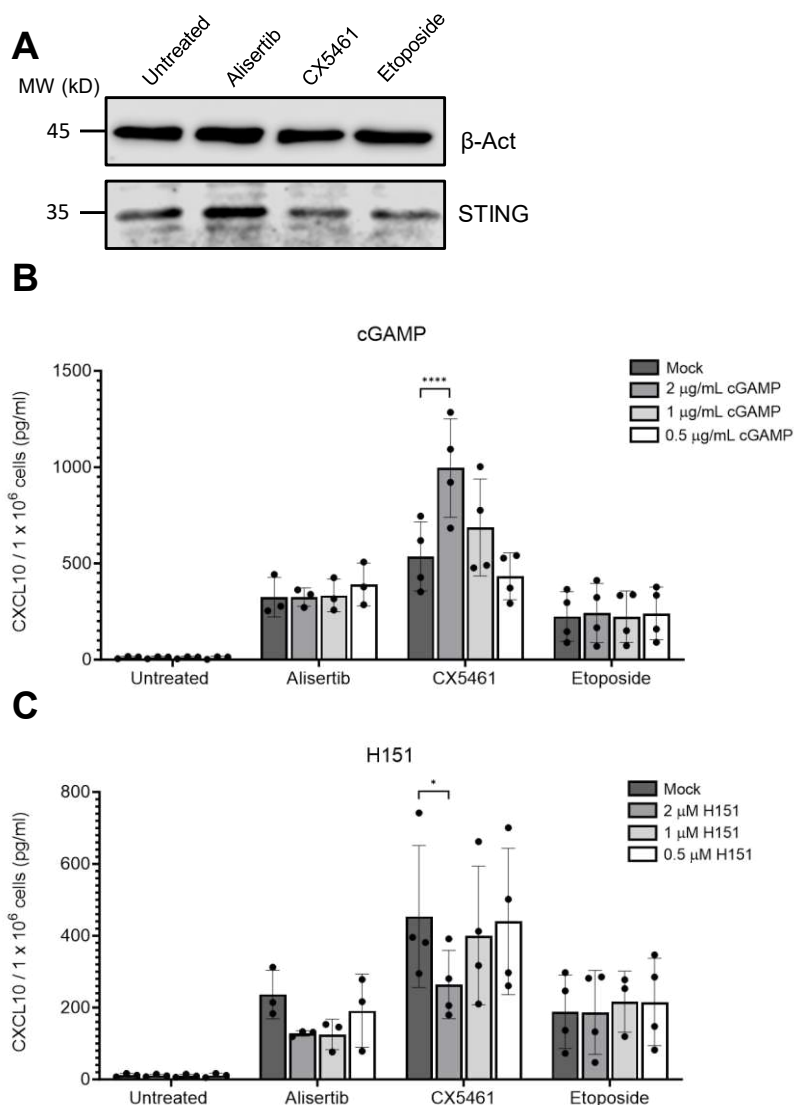 A
Untreated
Alisertib
CX5461
Etoposide
MW (kD)
45
β-Act
35
STING
B
cGAMP
CXCL10 / 1 x 10⁶ cells (pg/ml)
1500
1000
500
0
****
Mock
2 μg/mL cGAMP
1 μg/mL cGAMP
0.5 μg/mL cGAMP
Untreated
Alisertib
CX5461
Etoposide
C
H151
CXCL10 / 1 x 10⁶ cells (pg/ml)
800
600
400
200
0
*
Mock
2 μM H151
1 μM H151
0.5 μM H151
Untreated
Alisertib
CX5461
Etoposide